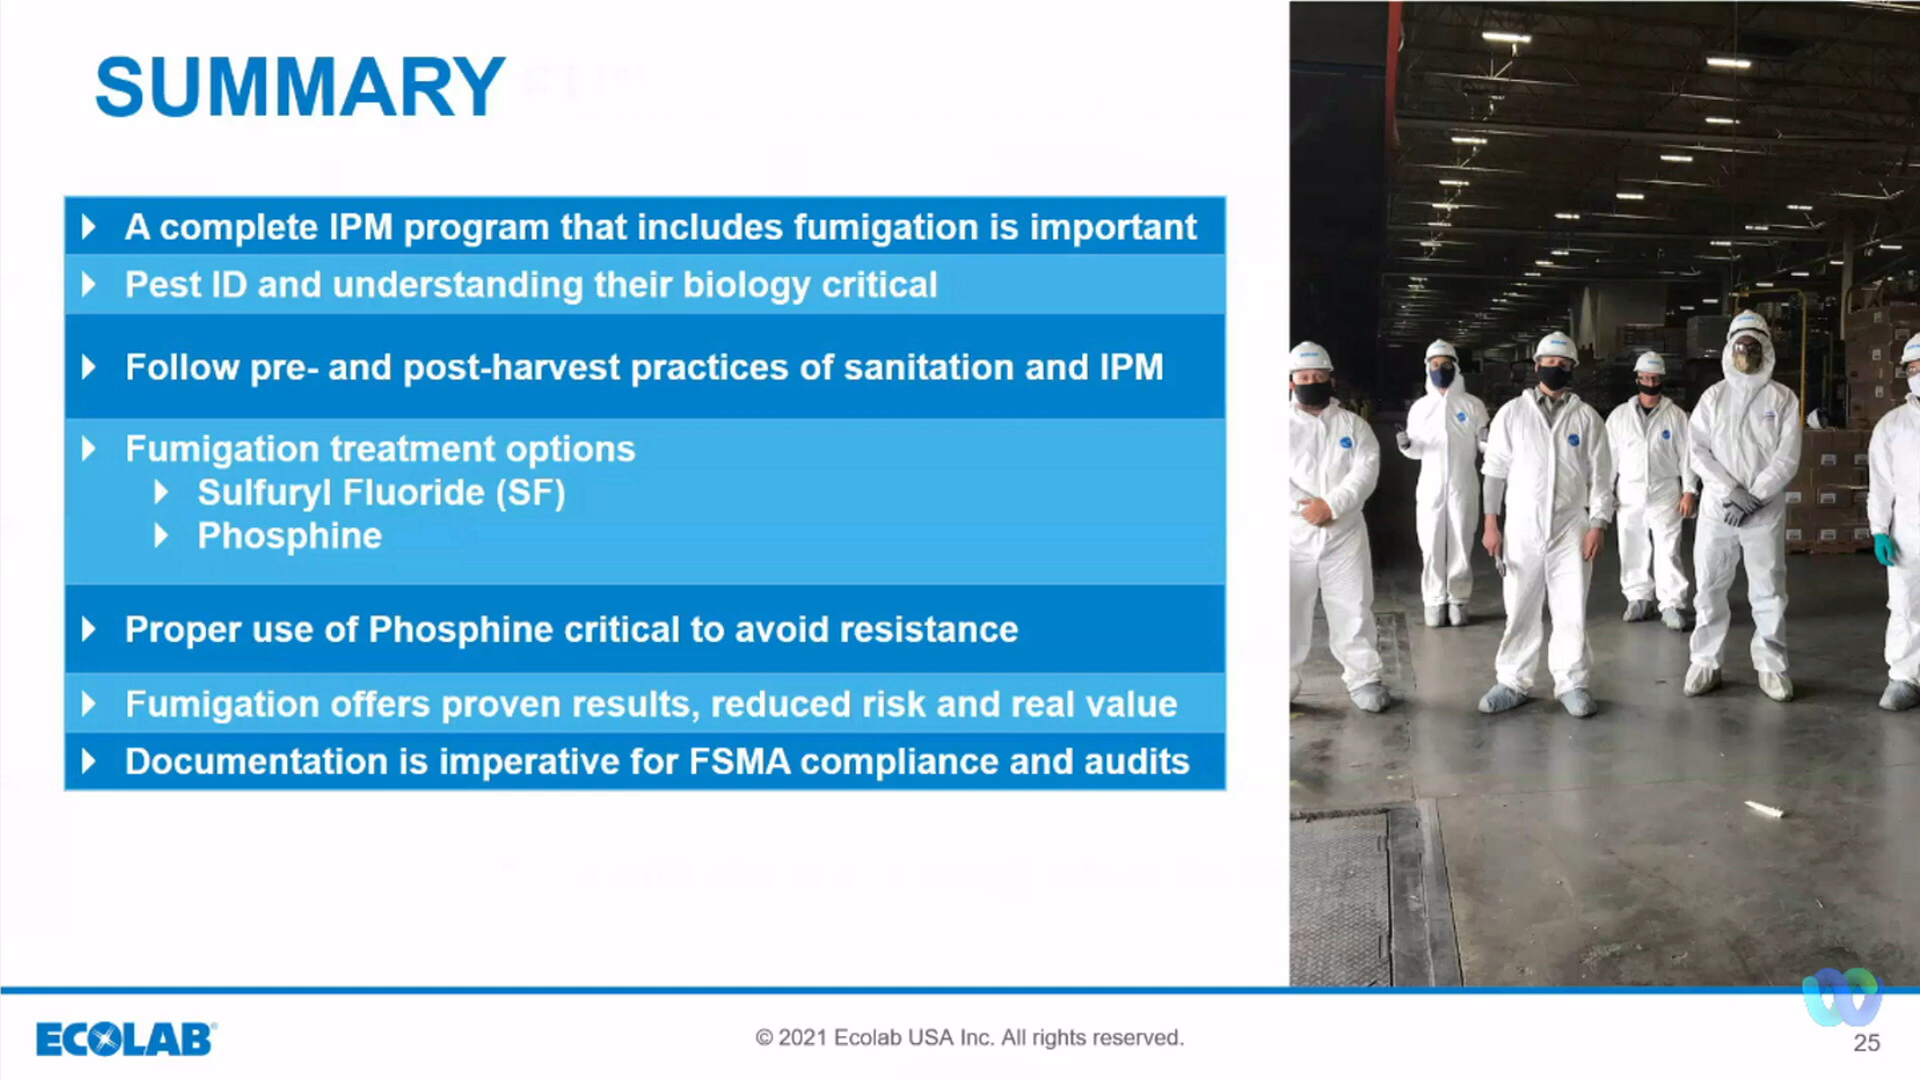 SUMMARY
A complete IPM program that includes fumigation is important
Pest ID and understanding their biology critical
Follow pre- and post-harvest practices of sanitation and IPM
Fumigation treatment options
Sulfuryl Fluoride (SF)
Phosphine
Proper use of Phosphine critical to avoid resistance
Fumigation offers proven results, reduced risk and real value
Documentation is imperative for FSMA compliance and audits
ECOLAB®
© 2021 Ecolab USA Inc. All rights reserved.
25